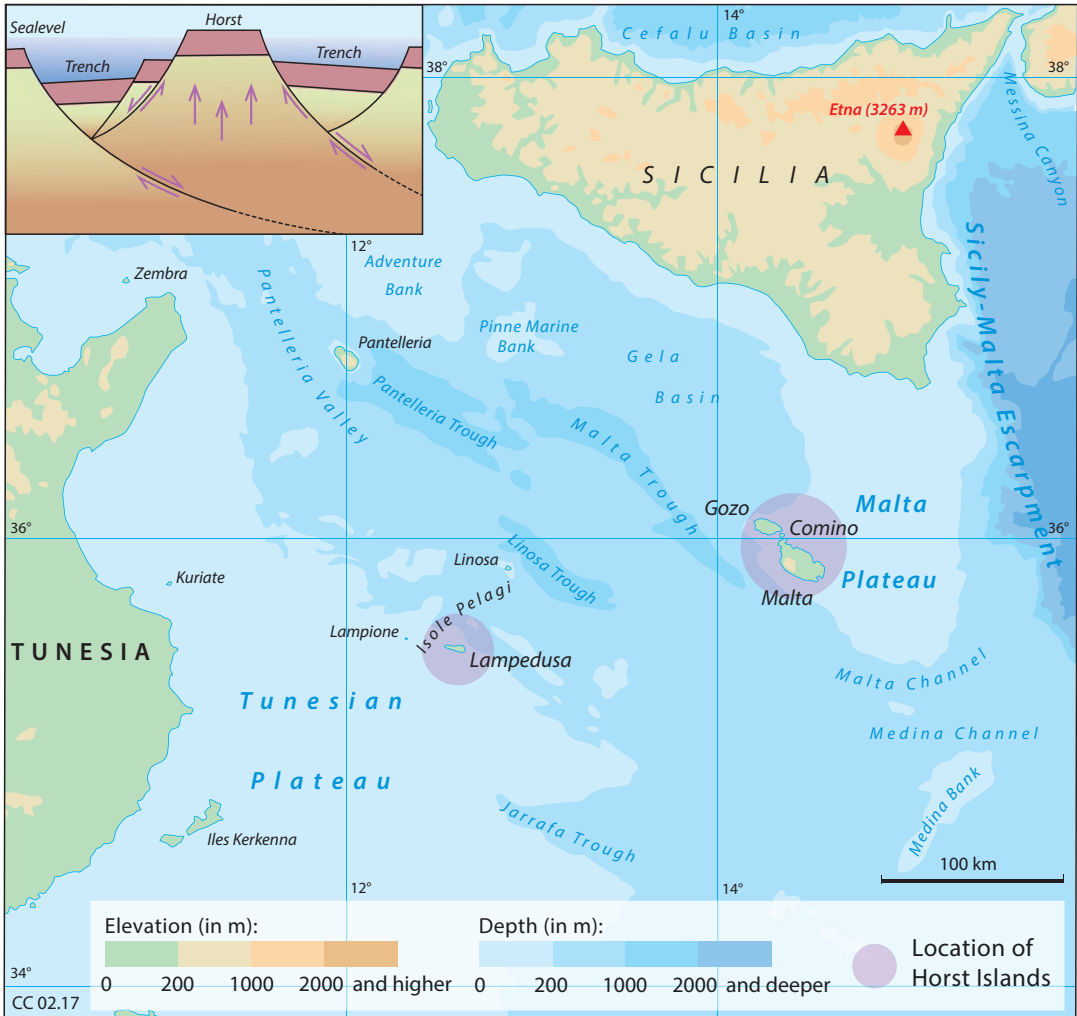 Sealevel
Horst
Trench
Trench
14°
Cefalu Basin
38°
38°
Messina Canyon
Etna (3263 m)
SICILIA
Sicily-Malta Escarpment
12°
Zembra
Adventure
Bank
Pantelleria Valley
Pantelleria
Pinne Marine
Bank
Gela
Basin
Pantelleria Trough
Malta Trough
Gozo
Malta
36°
Comino
36°
Linosa
Linosa Trough
Kuriate
Plateau
Malta
Isole Pelagi
Lampione
TUNESIA
Lampedusa
Malta Channel
Tunesian
Medina Channel
Plateau
Medina Bank
Jarrafa Trough
Iles Kerkenna
100 km
12°
14°
Elevation (in m):
0 200 1000 2000 and higher
Depth (in m):
0 200 1000 2000 and deeper
Location of
Horst Islands
34°
34°
CC 02.17